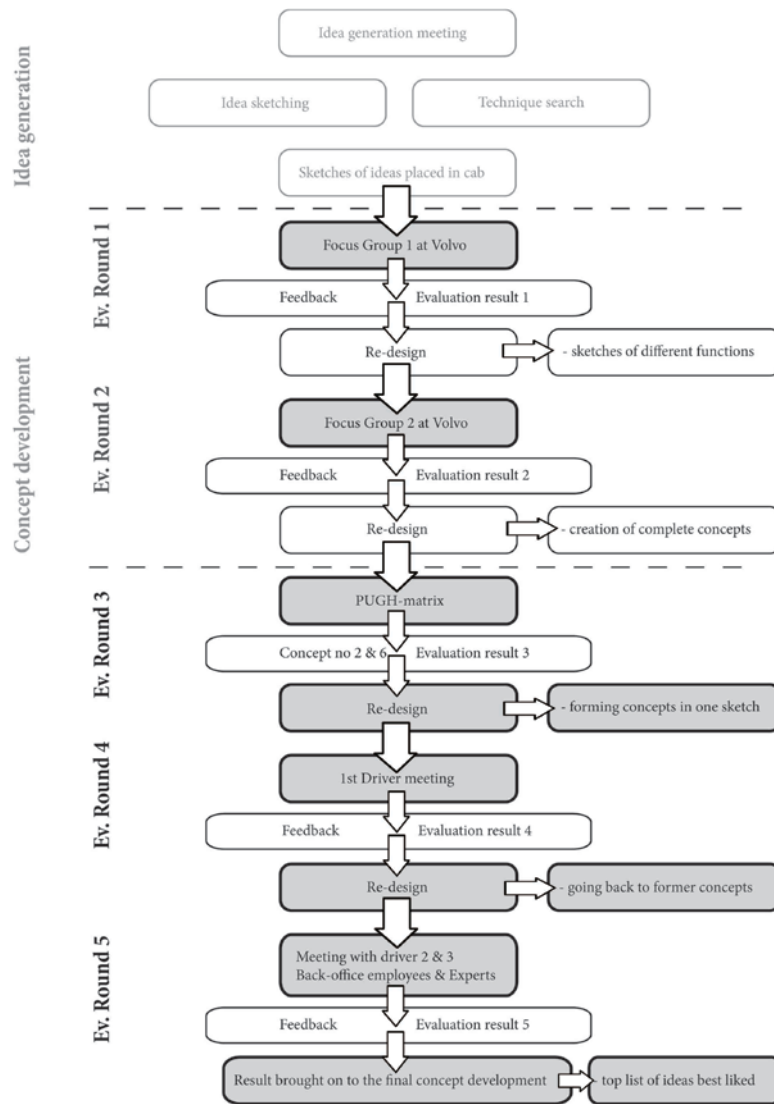 Idea generation
Idea generation meeting
Idea sketching
Technique search
Sketches of ideas placed in cab
Concept development
Ev. Round 1
Focus Group 1 at Volvo
Feedback
Evaluation result 1
Re-design
- sketches of different functions
Ev. Round 2
Focus Group 2 at Volvo
Feedback
Evaluation result 2
Re-design
- creation of complete concepts
Ev. Round 3
PUGH-matrix
Concept no 2 & 6
Evaluation result 3
Re-design
- forming concepts in one sketch
Ev. Round 4
1st Driver meeting
Feedback
Evaluation result 4
Re-design
- going back to former concepts
Ev. Round 5
Meeting with driver 2 & 3
Back-office employees & Experts
Feedback
Evaluation result 5
Result brought on to the final concept development
- top list of ideas best liked